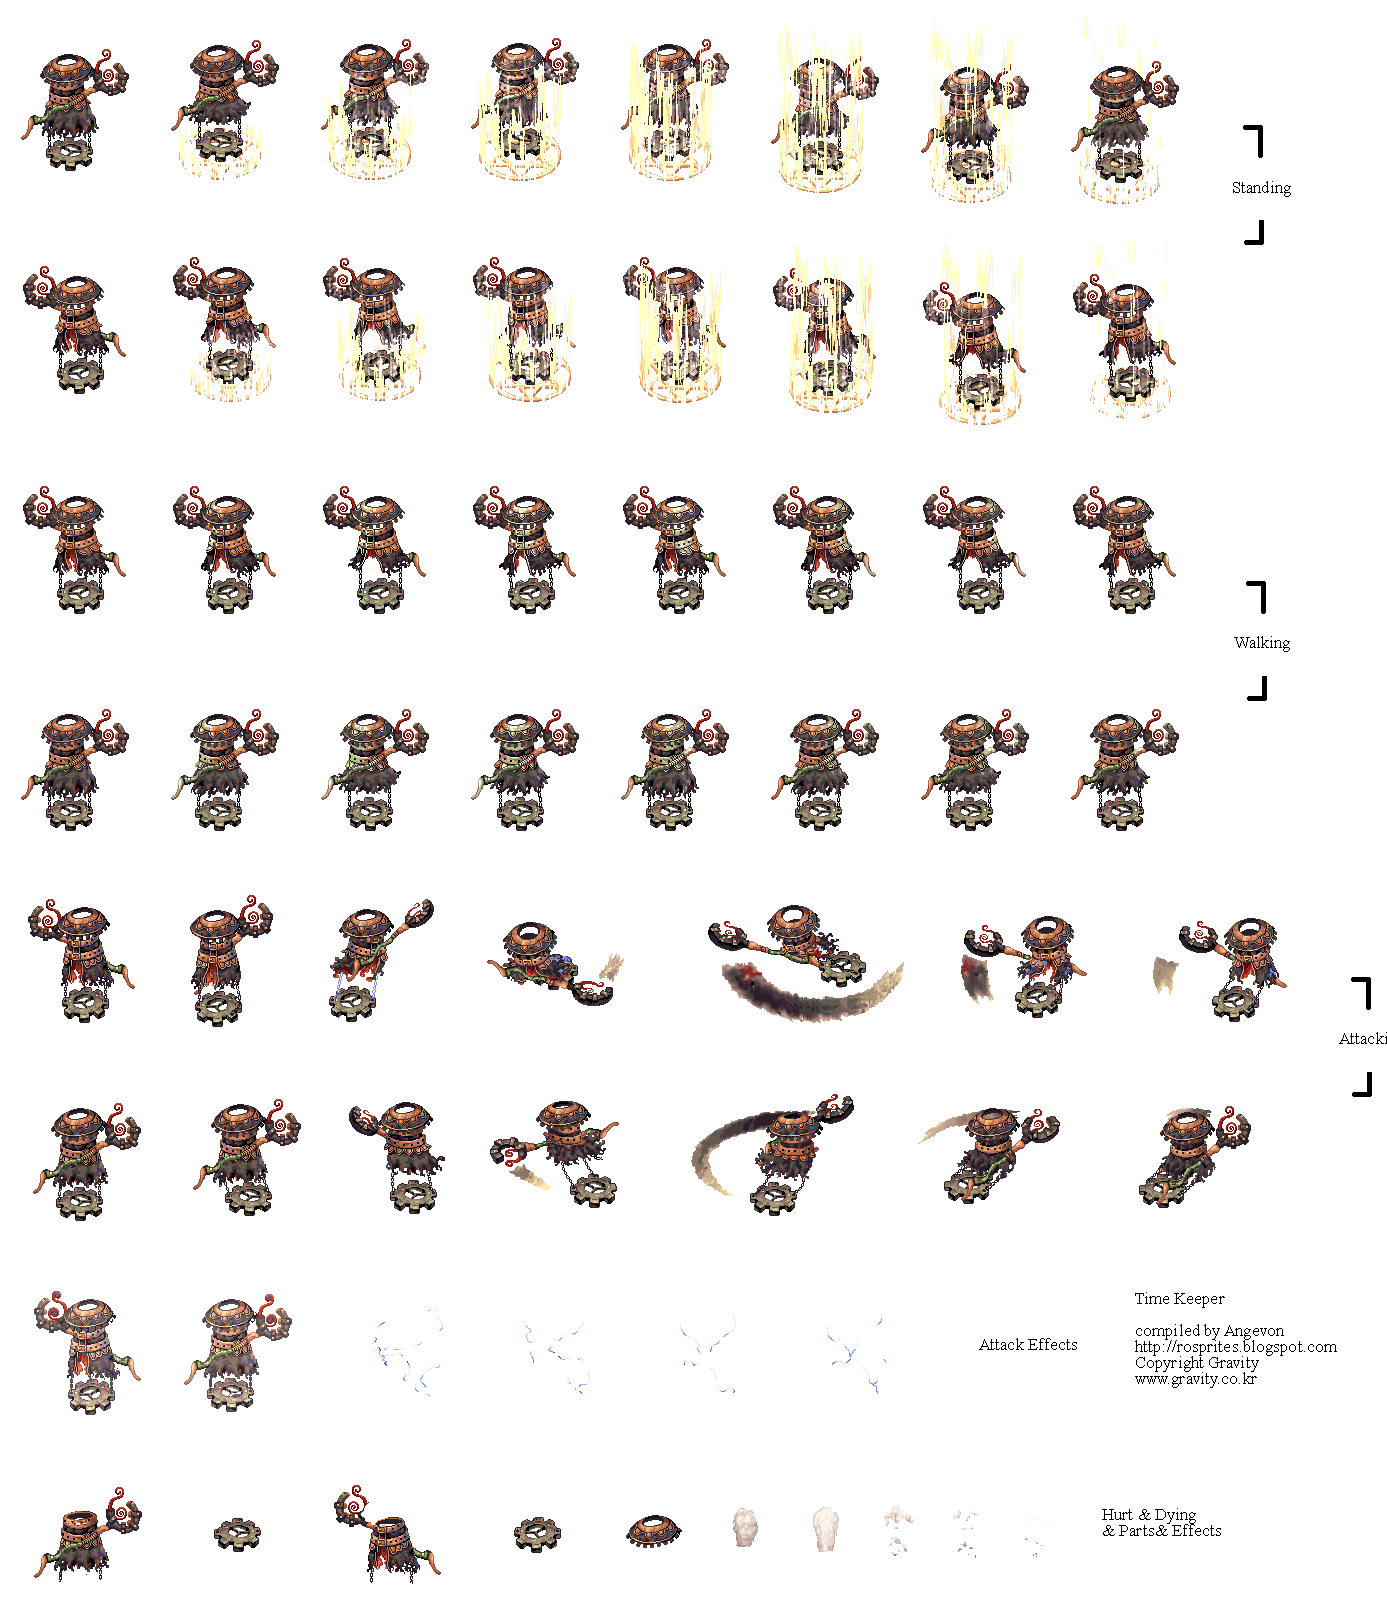 Standing
Walking
Attacki
Time Keeper
compiled by Angevon
http://rosprites.blogspot.com
Copyright Gravity
www.gravity.co.kr
Attack Effects
Hurt & Dying
& Parts& Effects